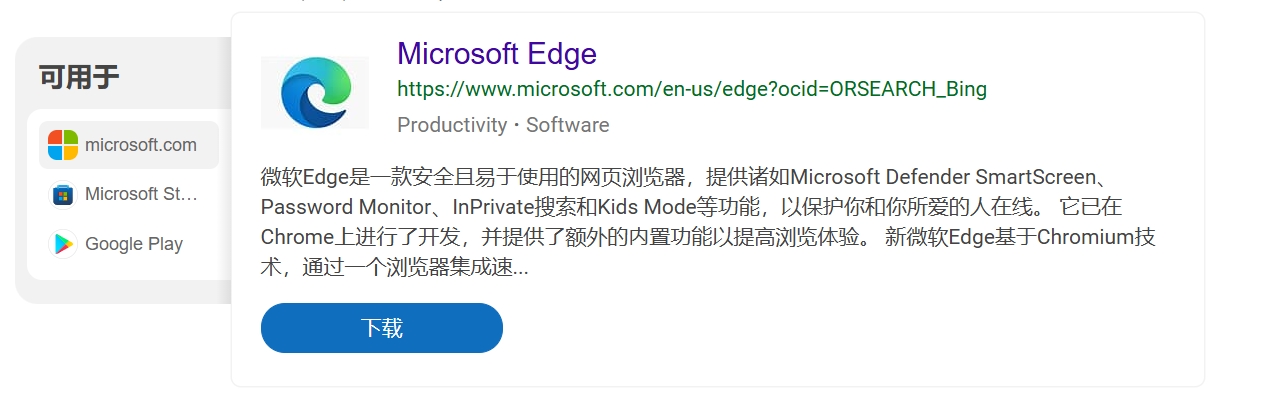 可用于
microsoft.com
Microsoft St...
Google Play
Microsoft Edge
https://www.microsoft.com/en-us/edge?ocid=ORSEARCH_Bing
Productivity · Software
微软Edge是一款安全且易于使用的网页浏览器，提供诸如Microsoft Defender SmartScreen、
Password Monitor、InPrivate搜索和Kids Mode等功能，以保护你和你所爱的人在线。 它已在
Chrome上进行了开发，并提供了额外的内置功能以提高浏览体验。 新微软Edge基于Chromium技
术，通过一个浏览器集成速...
下载